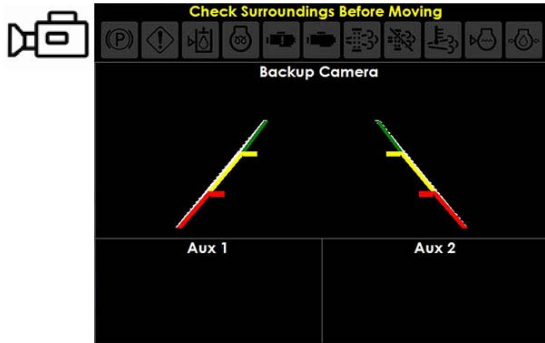 Check Surroundings Before Moving
(P)
Backup Camera
Aux 1
Aux 2